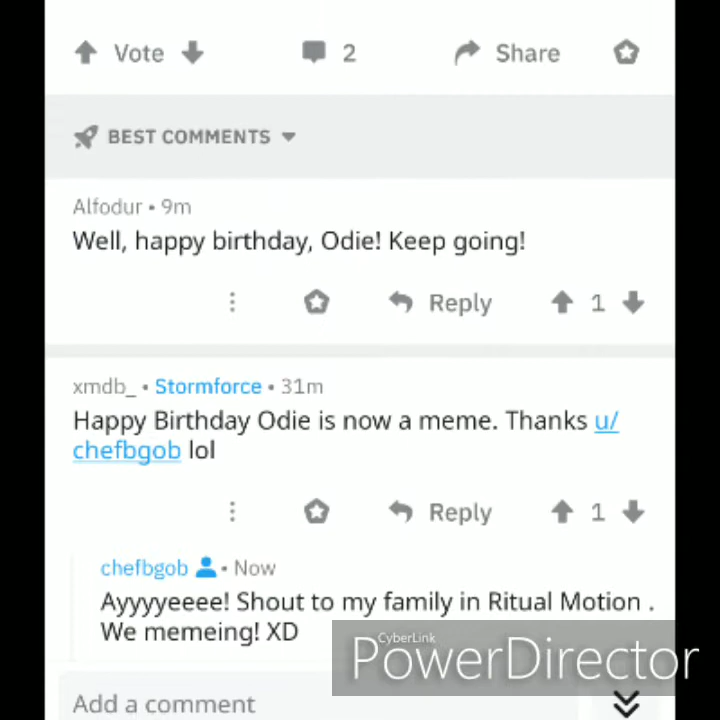 Vote 2 Share
BEST COMMENTS
Alfodur • 9m
Well, happy birthday, Odie! Keep going!
Reply 1
xmdb_ • Stormforce • 31m
Happy Birthday Odie is now a meme. Thanks u/
chefbgob lol
Reply 1
chefbgob • Now
Ayyyyeeee! Shout to my family in Ritual Motion .
We memeing! XD
CyberLink
PowerDirector
Add a comment